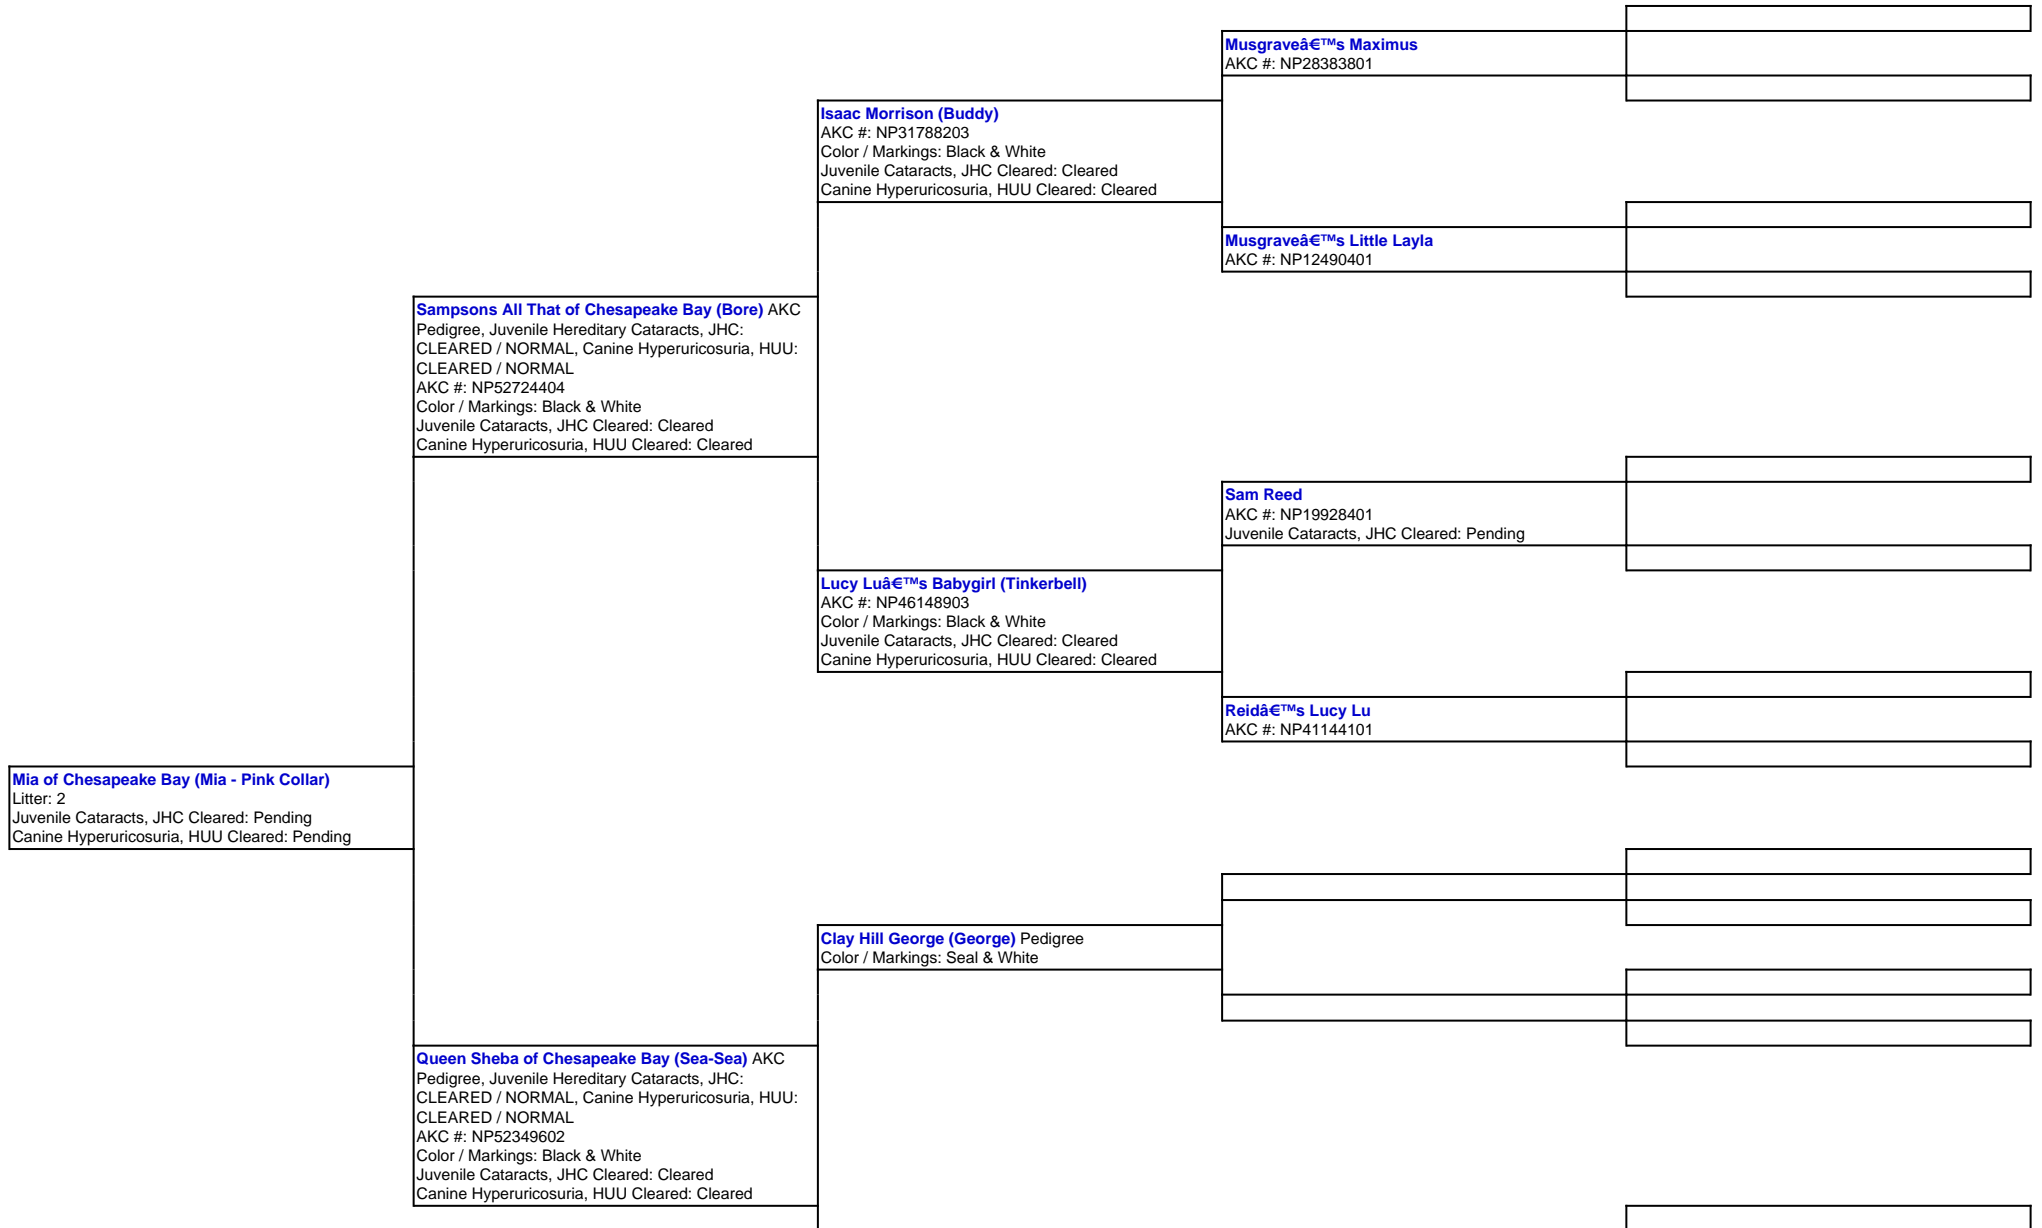 Musgraveâ€™s Maximus
AKC #: NP28383801
Isaac Morrison (Buddy)
AKC #: NP31788203
Color / Markings: Black & White
Juvenile Cataracts, JHC Cleared: Cleared
Canine Hyperuricosuria, HUU Cleared: Cleared
Musgraveâ€™s Little Layla
AKC #: NP12490401
Sampsons All That of Chesapeake Bay (Bore) AKC
Pedigree, Juvenile Hereditary Cataracts, JHC:
CLEARED / NORMAL, Canine Hyperuricosuria, HUU:
CLEARED / NORMAL
AKC #: NP52724404
Color / Markings: Black & White
Juvenile Cataracts, JHC Cleared: Cleared
Canine Hyperuricosuria, HUU Cleared: Cleared
Sam Reed
AKC #: NP19928401
Juvenile Cataracts, JHC Cleared: Pending
Lucy Luâ€™s Babygirl (Tinkerbell)
AKC #: NP46148903
Color / Markings: Black & White
Juvenile Cataracts, JHC Cleared: Cleared
Canine Hyperuricosuria, HUU Cleared: Cleared
Reidâ€™s Lucy Lu
AKC #: NP41144101
Mia of Chesapeake Bay (Mia - Pink Collar)
Litter: 2
Juvenile Cataracts, JHC Cleared: Pending
Canine Hyperuricosuria, HUU Cleared: Pending
Clay Hill George (George) Pedigree
Color / Markings: Seal & White
Queen Sheba of Chesapeake Bay (Sea-Sea) AKC
Pedigree, Juvenile Hereditary Cataracts, JHC:
CLEARED / NORMAL, Canine Hyperuricosuria, HUU:
CLEARED / NORMAL
AKC #: NP52349602
Color / Markings: Black & White
Juvenile Cataracts, JHC Cleared: Cleared
Canine Hyperuricosuria, HUU Cleared: Cleared